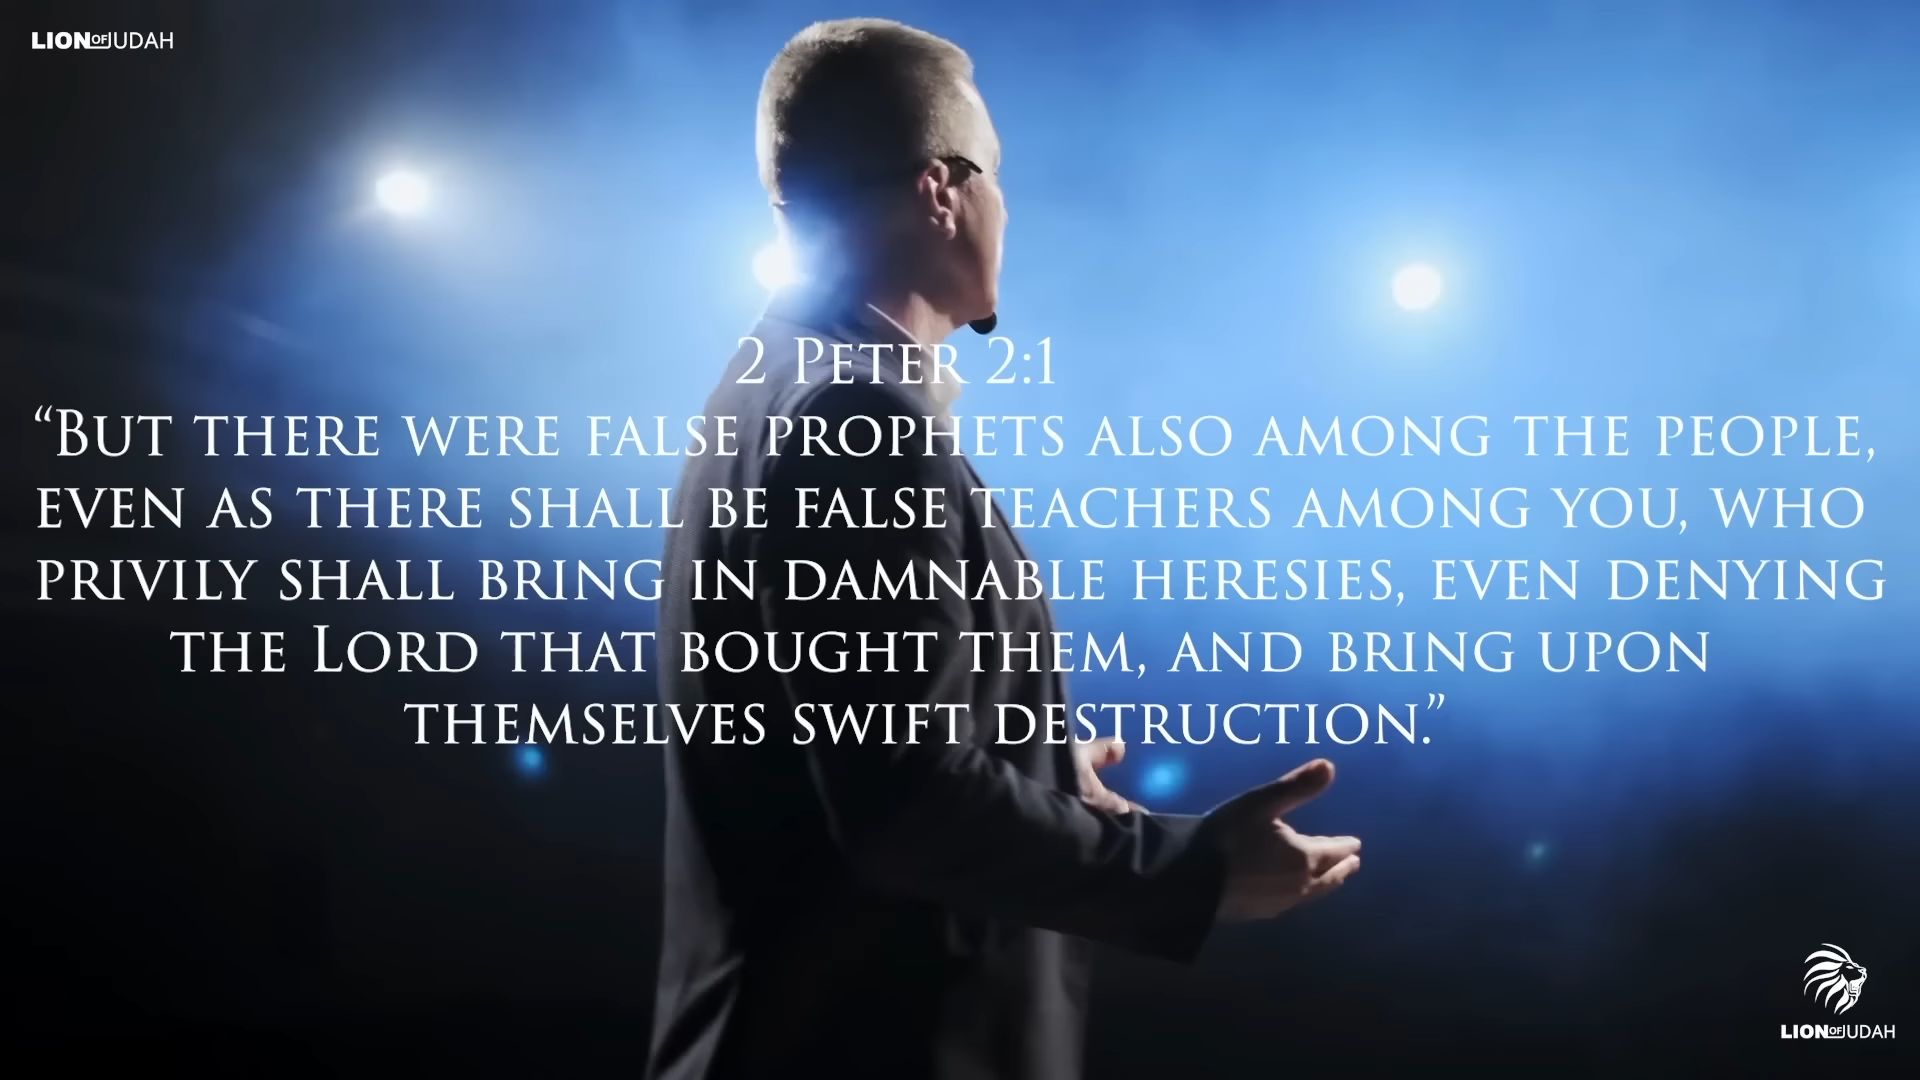 LIONOFJUDAH
2 Peter 2:1
“But there were false prophets also among the people,
even as there shall be false teachers among you, who
privily shall bring in damnable heresies, even denying
the Lord that bought them, and bring upon
themselves swift destruction.”
LIONOFJUDAH